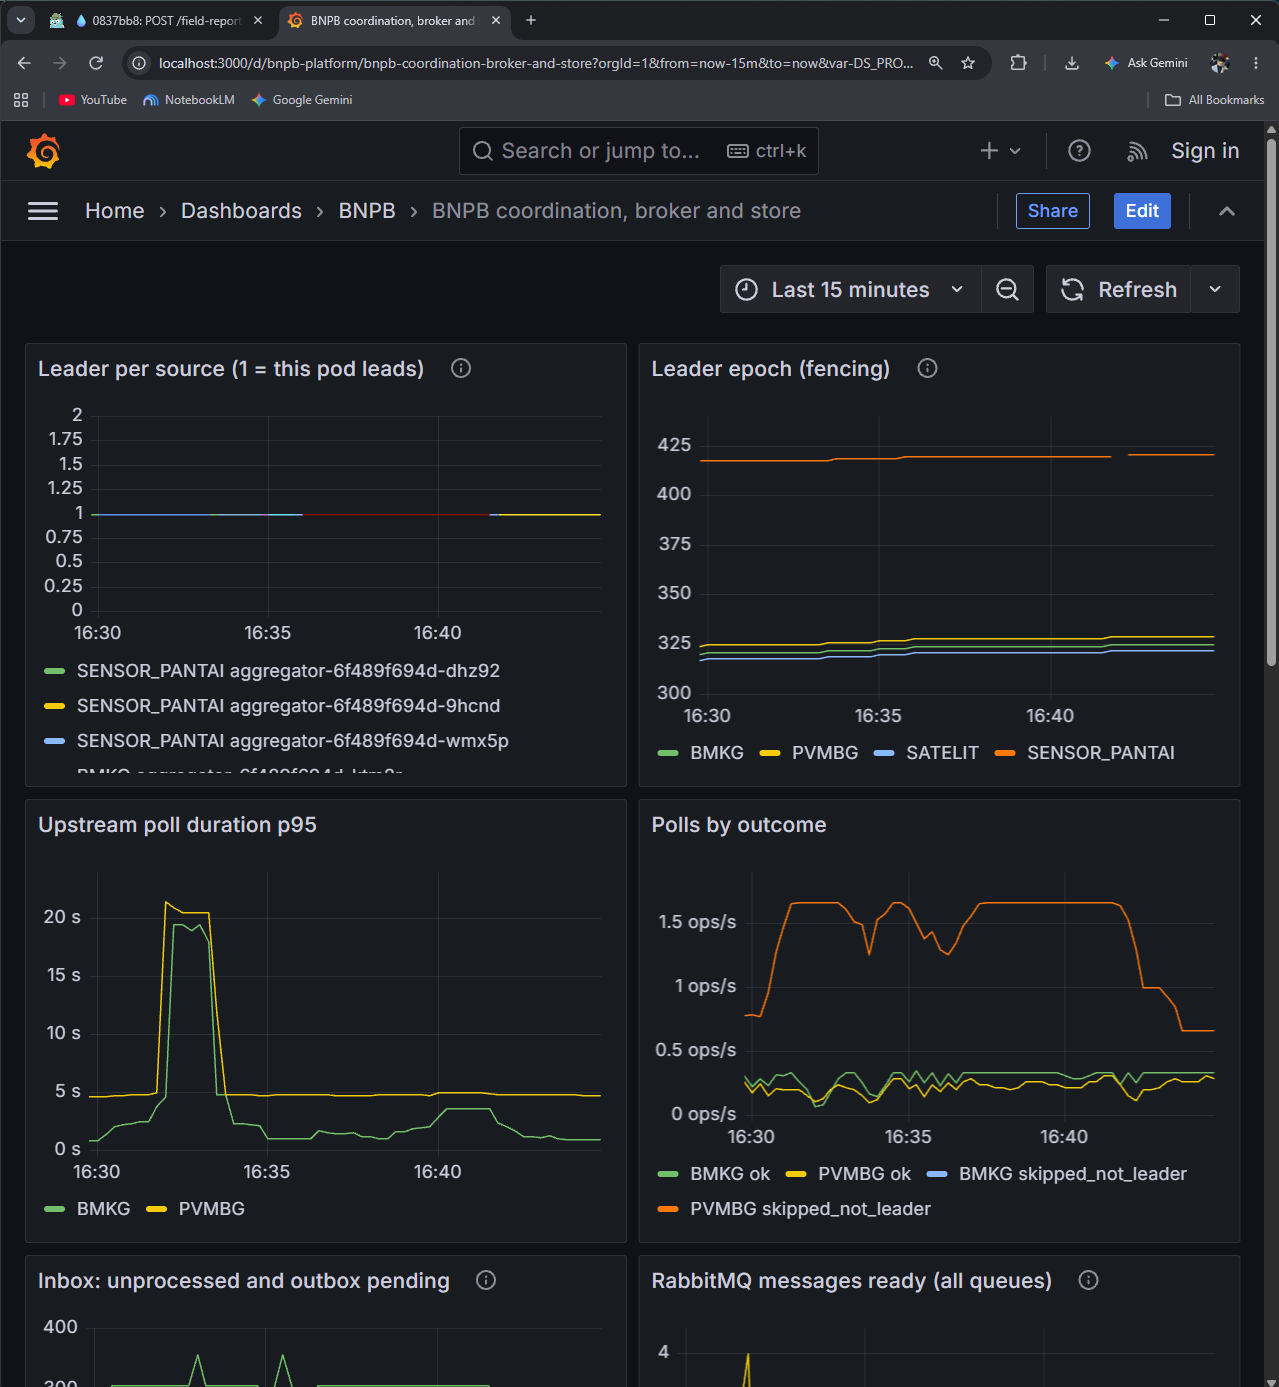 0837bb8: POST /field-report
BNPB coordination, broker and
localhost:3000/d/bnpb-platform/bnpb-coordination-broker-and-store?orgId=1&from=now-15m&to=now&var-DS_PRO...
Ask Gemini
YouTube
NotebookLM
Google Gemini
All Bookmarks
Search or jump to...
ctrl+k
Sign in
Home
Dashboards
BNPB
BNPB coordination, broker and store
Share
Edit
Last 15 minutes
Refresh
Leader per source (1 = this pod leads)
2
1.75
1.5
1.25
1
0.75
0.5
0.25
0
16:30 16:35 16:40
SENSOR_PANTAI aggregator-6f489f694d-dhz92
SENSOR_PANTAI aggregator-6f489f694d-9hcnd
SENSOR_PANTAI aggregator-6f489f694d-wmx5p
Leader epoch (fencing)
425
400
375
350
325
300
16:30 16:35 16:40
BMKG PVMBG SATELIT SENSOR_PANTAI
Upstream poll duration p95
20 s
15 s
10 s
5 s
0 s
16:30 16:35 16:40
BMKG PVMBG
Polls by outcome
1.5 ops/s
1 ops/s
0.5 ops/s
0 ops/s
16:30 16:35 16:40
BMKG ok PVMBG ok BMKG skipped_not_leader
PVMBG skipped_not_leader
Inbox: unprocessed and outbox pending
400
300
RabbitMQ messages ready (all queues)
4